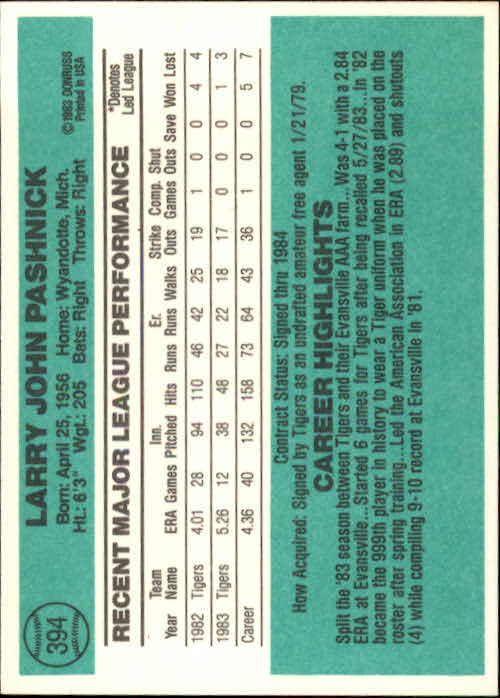 394
LARRY JOHN PASHNICK
©1983 DONRUSS
Printed in USA
Born: April 25, 1956 Home: Wyandotte, Mich.
Ht.: 6'3" Wgt.: 205 Bats: Right Throws: Right
RECENT MAJOR LEAGUE PERFORMANCE
*Denotes
Led League
Team Inn. Er. Strike Comp. Shut
Year Name ERA Games Pitched Hits Runs Runs Walks Outs Games Outs Save Won Lost
1982 Tigers 4.01 28 94 110 46 42 25 19 1 0 0 4 4
1983 Tigers 5.26 12 38 48 27 22 18 17 0 0 0 1 3
Career 4.36 40 132 158 73 64 43 36 1 0 0 5 7
Contract Status: Signed thru 1984
How Acquired: Signed by Tigers as an undrafted amateur free agent 1/21/79.
CAREER HIGHLIGHTS
Split the '83 season between Tigers and their Evansville AAA farm...Was 4-1 with a 2.84
ERA at Evansville...Started 6 games for Tigers after being recalled 5/27/83...In '82
became the 999th player in history to wear a Tiger uniform when he was placed on the
roster after spring training...Led the American Association in ERA (2.89) and shutouts
(4) while compiling 9-10 record at Evansville in '81.